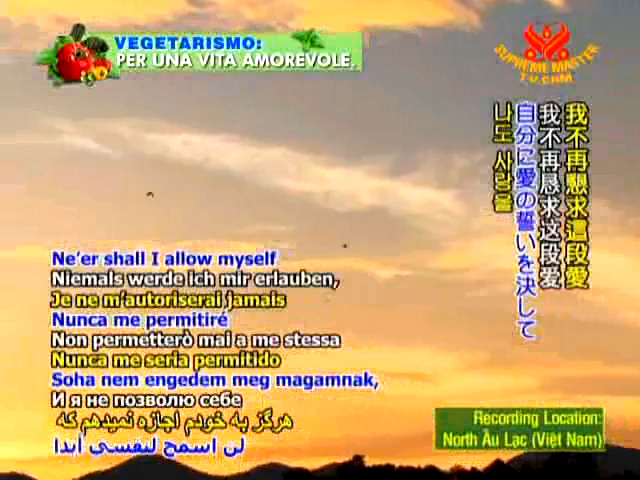 VEGETARISMO:
PER UNA VITA AMOREVOLE.
SUPREME MASTER
TV.COM
我不再懇求這段愛
我不再恳求这段爱
自分に愛の誓いを決して
나도 사랑을
Ne'er shall I allow myself
Niemals werde ich mir erlauben,
Je ne m'autoriserai jamais
Nunca me permitiré
Non permetterò mai a me stessa
Nunca me seria permitido
Soha nem engedem meg magamnak,
И я не позволю себе
هرگز به خودم اجازه نمیدهم که
لن اسمح لنفسي أبدا
Recording Location:
North Âu Lạc (Việt Nam)